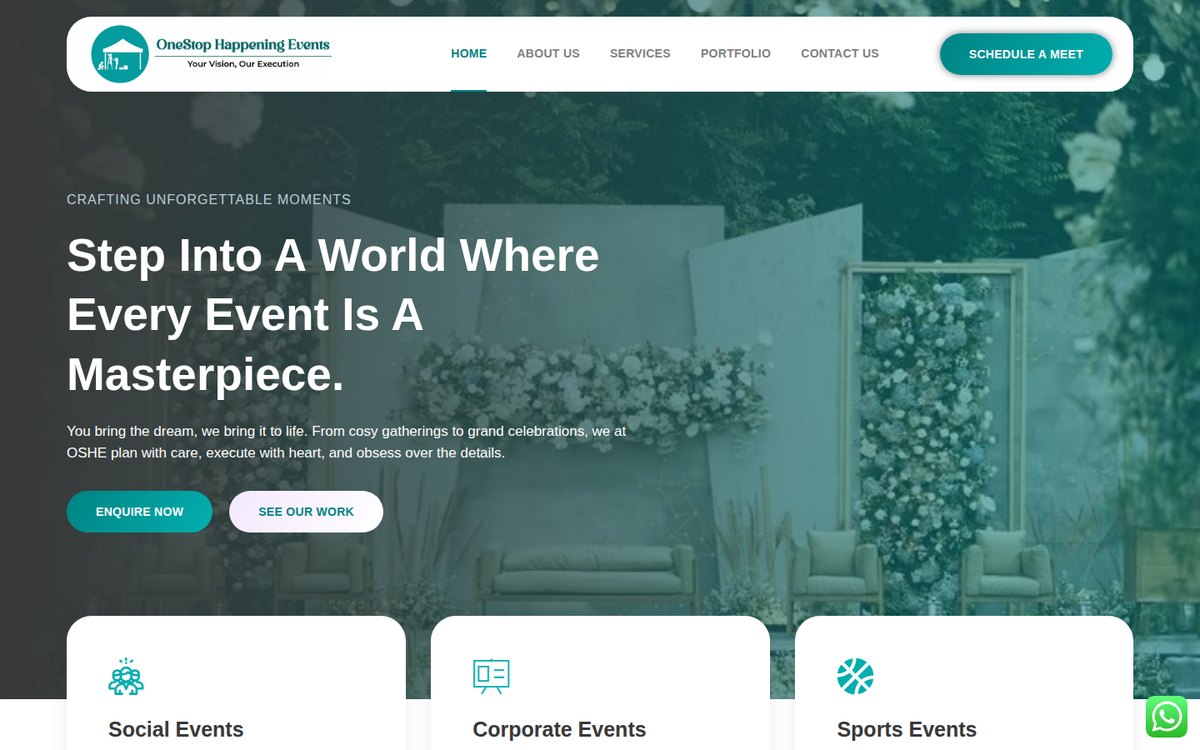 OneStop Happening Events
Your Vision, Our Execution
HOME
ABOUT US
SERVICES
PORTFOLIO
CONTACT US
SCHEDULE A MEET
CRAFTING UNFORGETTABLE MOMENTS
Step Into A World Where
Every Event Is A
Masterpiece.
You bring the dream, we bring it to life. From cosy gatherings to grand celebrations, we at
OSHE plan with care, execute with heart, and obsess over the details.
ENQUIRE NOW
SEE OUR WORK
Social Events
Corporate Events
Sports Events